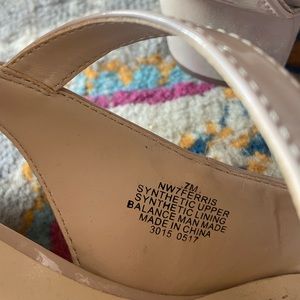 7M
NW7FERRIS
SYNTHETIC UPPER
SYNTHETIC LINING
BALANCE MAN MADE
MADE IN CHINA
3015 0517